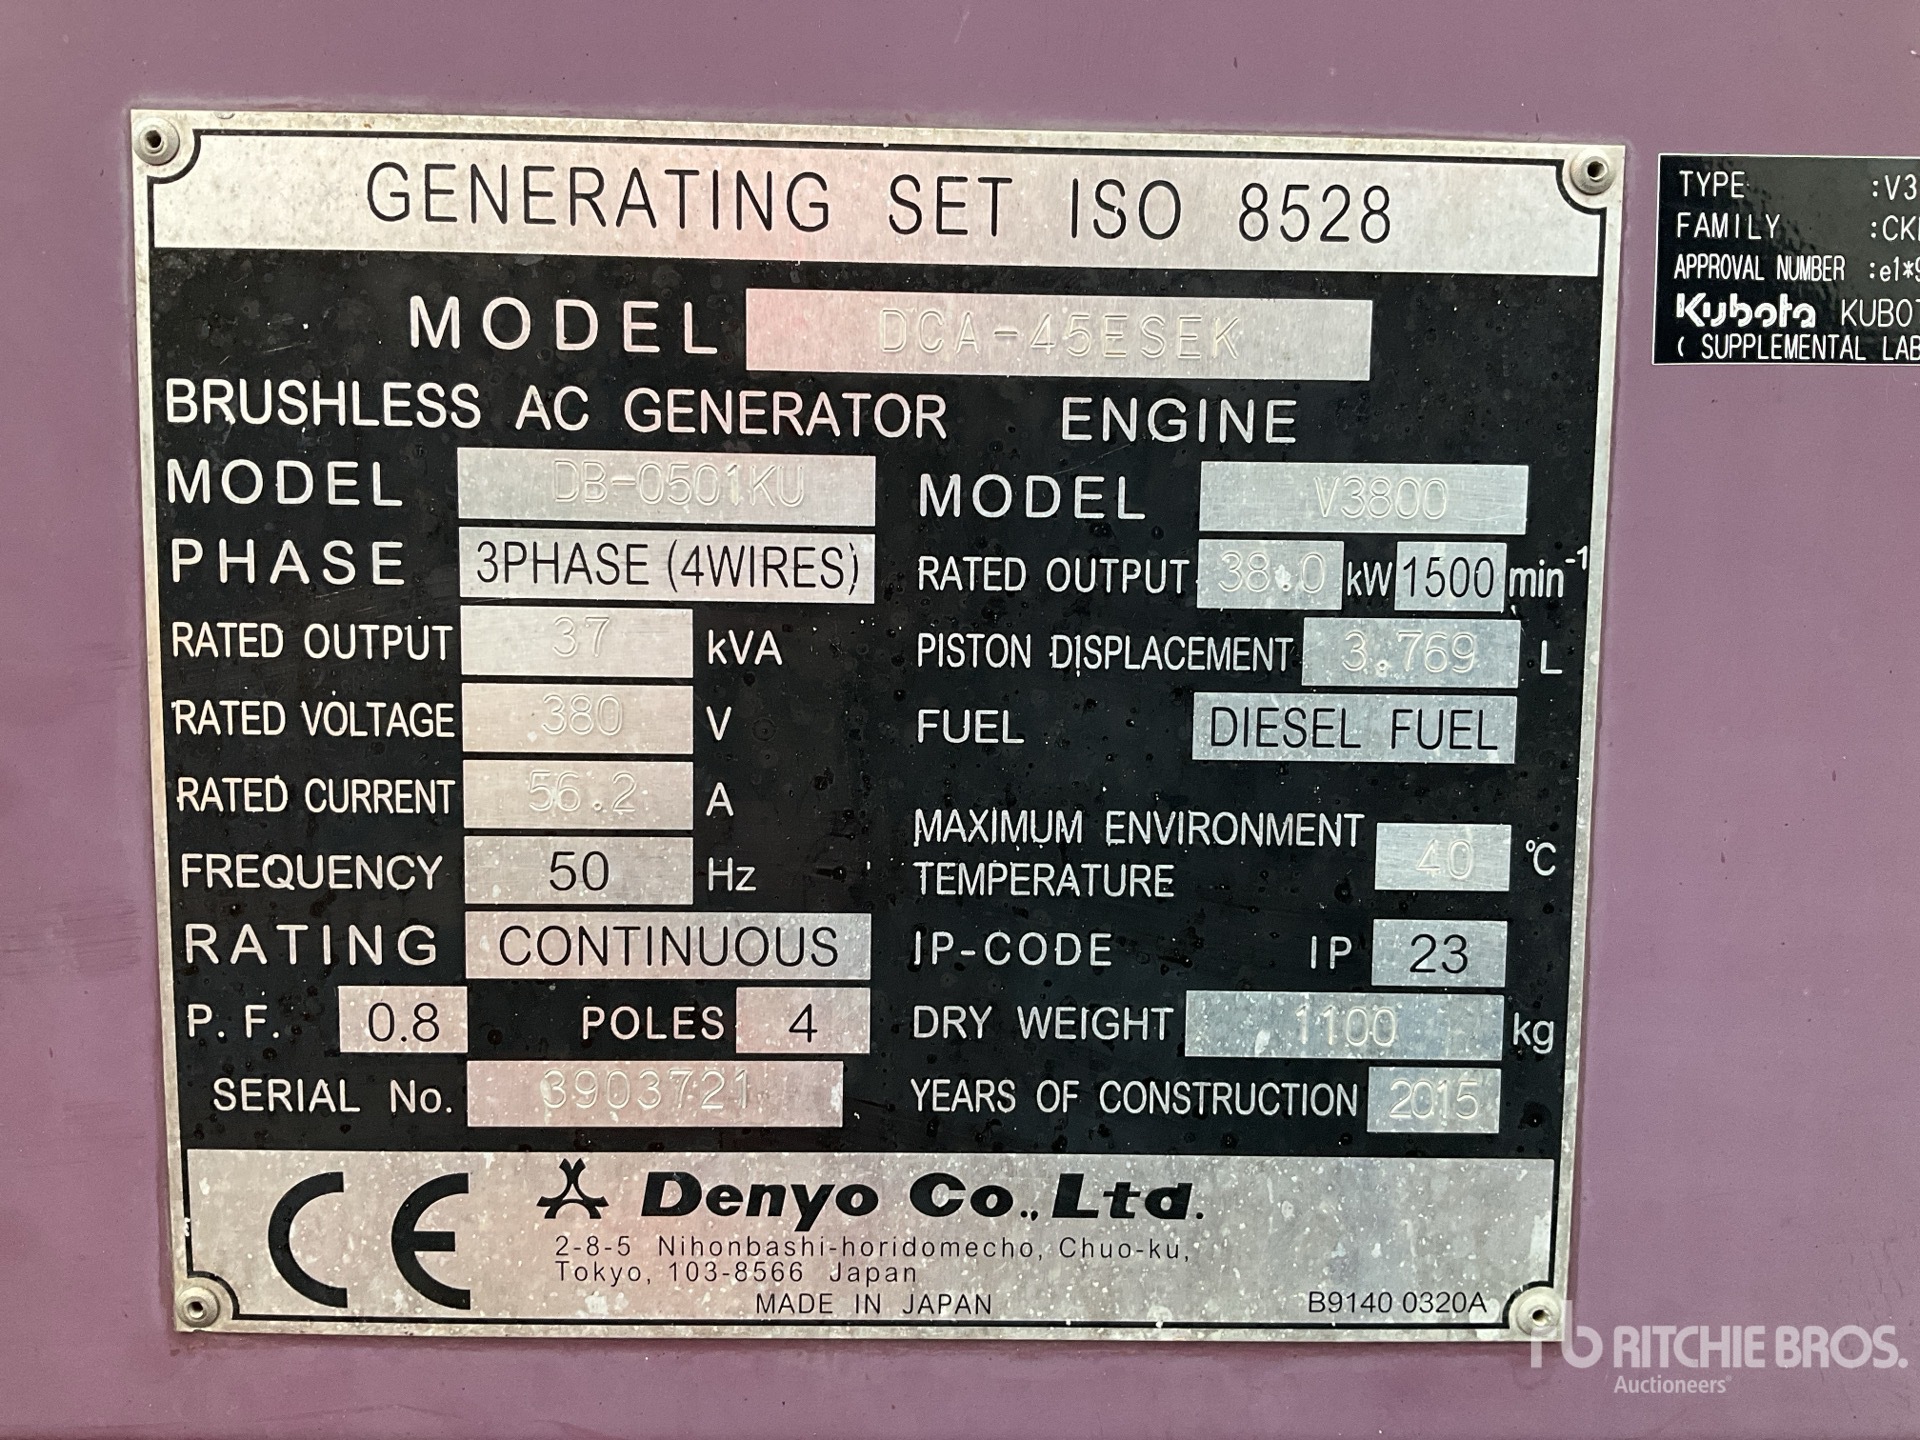 GENERATING SET ISO 8528
MODEL DCA-45ESEK
BRUSHLESS AC GENERATOR
MODEL DB-0501KU
PHASE 3PHASE (4WIRES)
RATED OUTPUT 37 kVA
RATED VOLTAGE 380 V
RATED CURRENT 56.2 A
FREQUENCY 50 Hz
RATING CONTINUOUS
P. F. 0.8 POLES 4
SERIAL No. 3903721
ENGINE
MODEL V3800
RATED OUTPUT 38.0 kW 1500 min-1
PISTON DISPLACEMENT 3.769 L
FUEL DIESEL FUEL
MAXIMUM ENVIRONMENT
TEMPERATURE 40 °C
IP-CODE IP 23
DRY WEIGHT 1100 kg
YEARS OF CONSTRUCTION 2015
CE
Denyo Co., Ltd.
2-8-5 Nihonbashi-horidomecho, Chuo-ku,
Tokyo, 103-8566 Japan
MADE IN JAPAN
B9140 0320A
TYPE :V3
FAMILY :CK
APPROVAL NUMBER :e1*9
Kubota KUBO
( SUPPLEMENTAL LAB
RITCHIE BROS.
Auctioneers